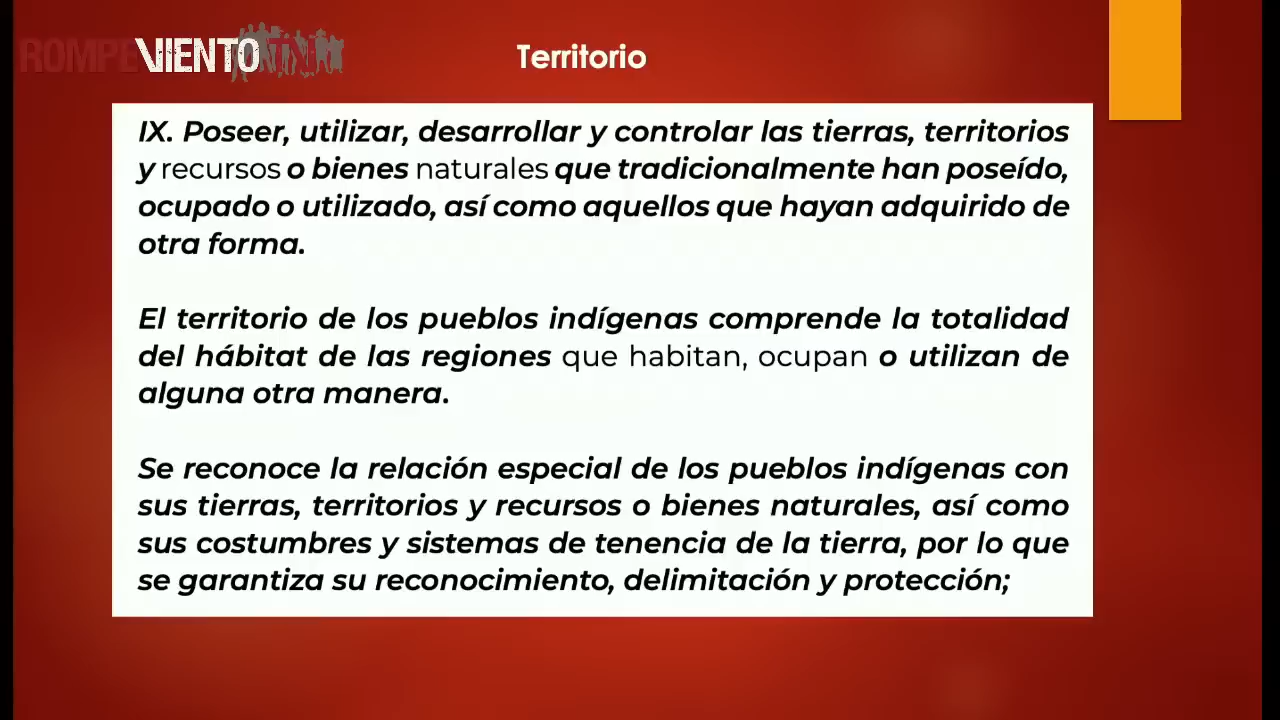 ROMPEVIENTO
Territorio
IX. Poseer, utilizar, desarrollar y controlar las tierras, territorios
y recursos o bienes naturales que tradicionalmente han poseído,
ocupado o utilizado, así como aquellos que hayan adquirido de
otra forma.
El territorio de los pueblos indígenas comprende la totalidad
del hábitat de las regiones que habitan, ocupan o utilizan de
alguna otra manera.
Se reconoce la relación especial de los pueblos indígenas con
sus tierras, territorios y recursos o bienes naturales, así como
sus costumbres y sistemas de tenencia de la tierra, por lo que
se garantiza su reconocimiento, delimitación y protección;